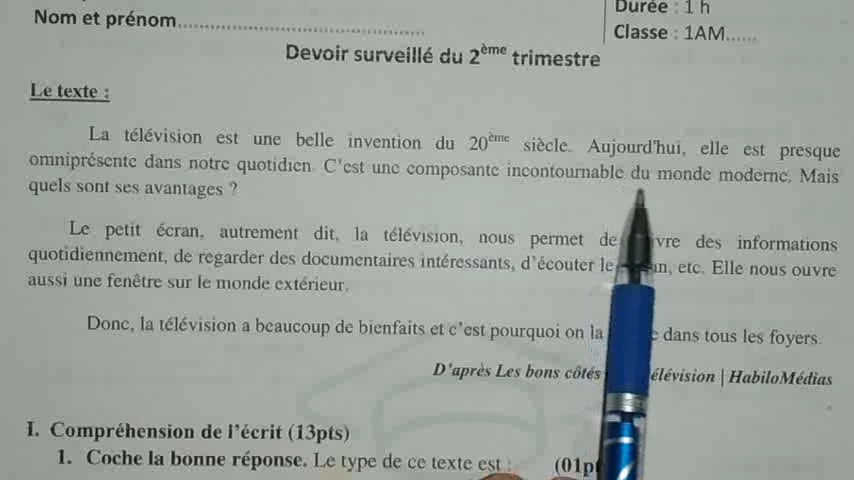 Durée : 1 h
Nom et prénom
Classe : 1AM......
Devoir surveillé du 2ème trimestre
Le texte :
La télévision est une belle invention du 20ème siècle. Aujourd'hui, elle est presque
omniprésente dans notre quotidien. C'est une composante incontournable du monde moderne. Mais
quels sont ses avantages ?
Le petit écran, autrement dit, la télévision, nous permet de vre des informations
quotidiennement, de regarder des documentaires intéressants, d'écouter le an, etc. Elle nous ouvre
aussi une fenêtre sur le monde extérieur.
Donc, la télévision a beaucoup de bienfaits et c'est pourquoi on la dans tous les foyers.
D'après Les bons côtés élévision | HabiloMédias
I. Compréhension de l'écrit (13pts)
1. Coche la bonne réponse. Le type de ce texte est : (01pt